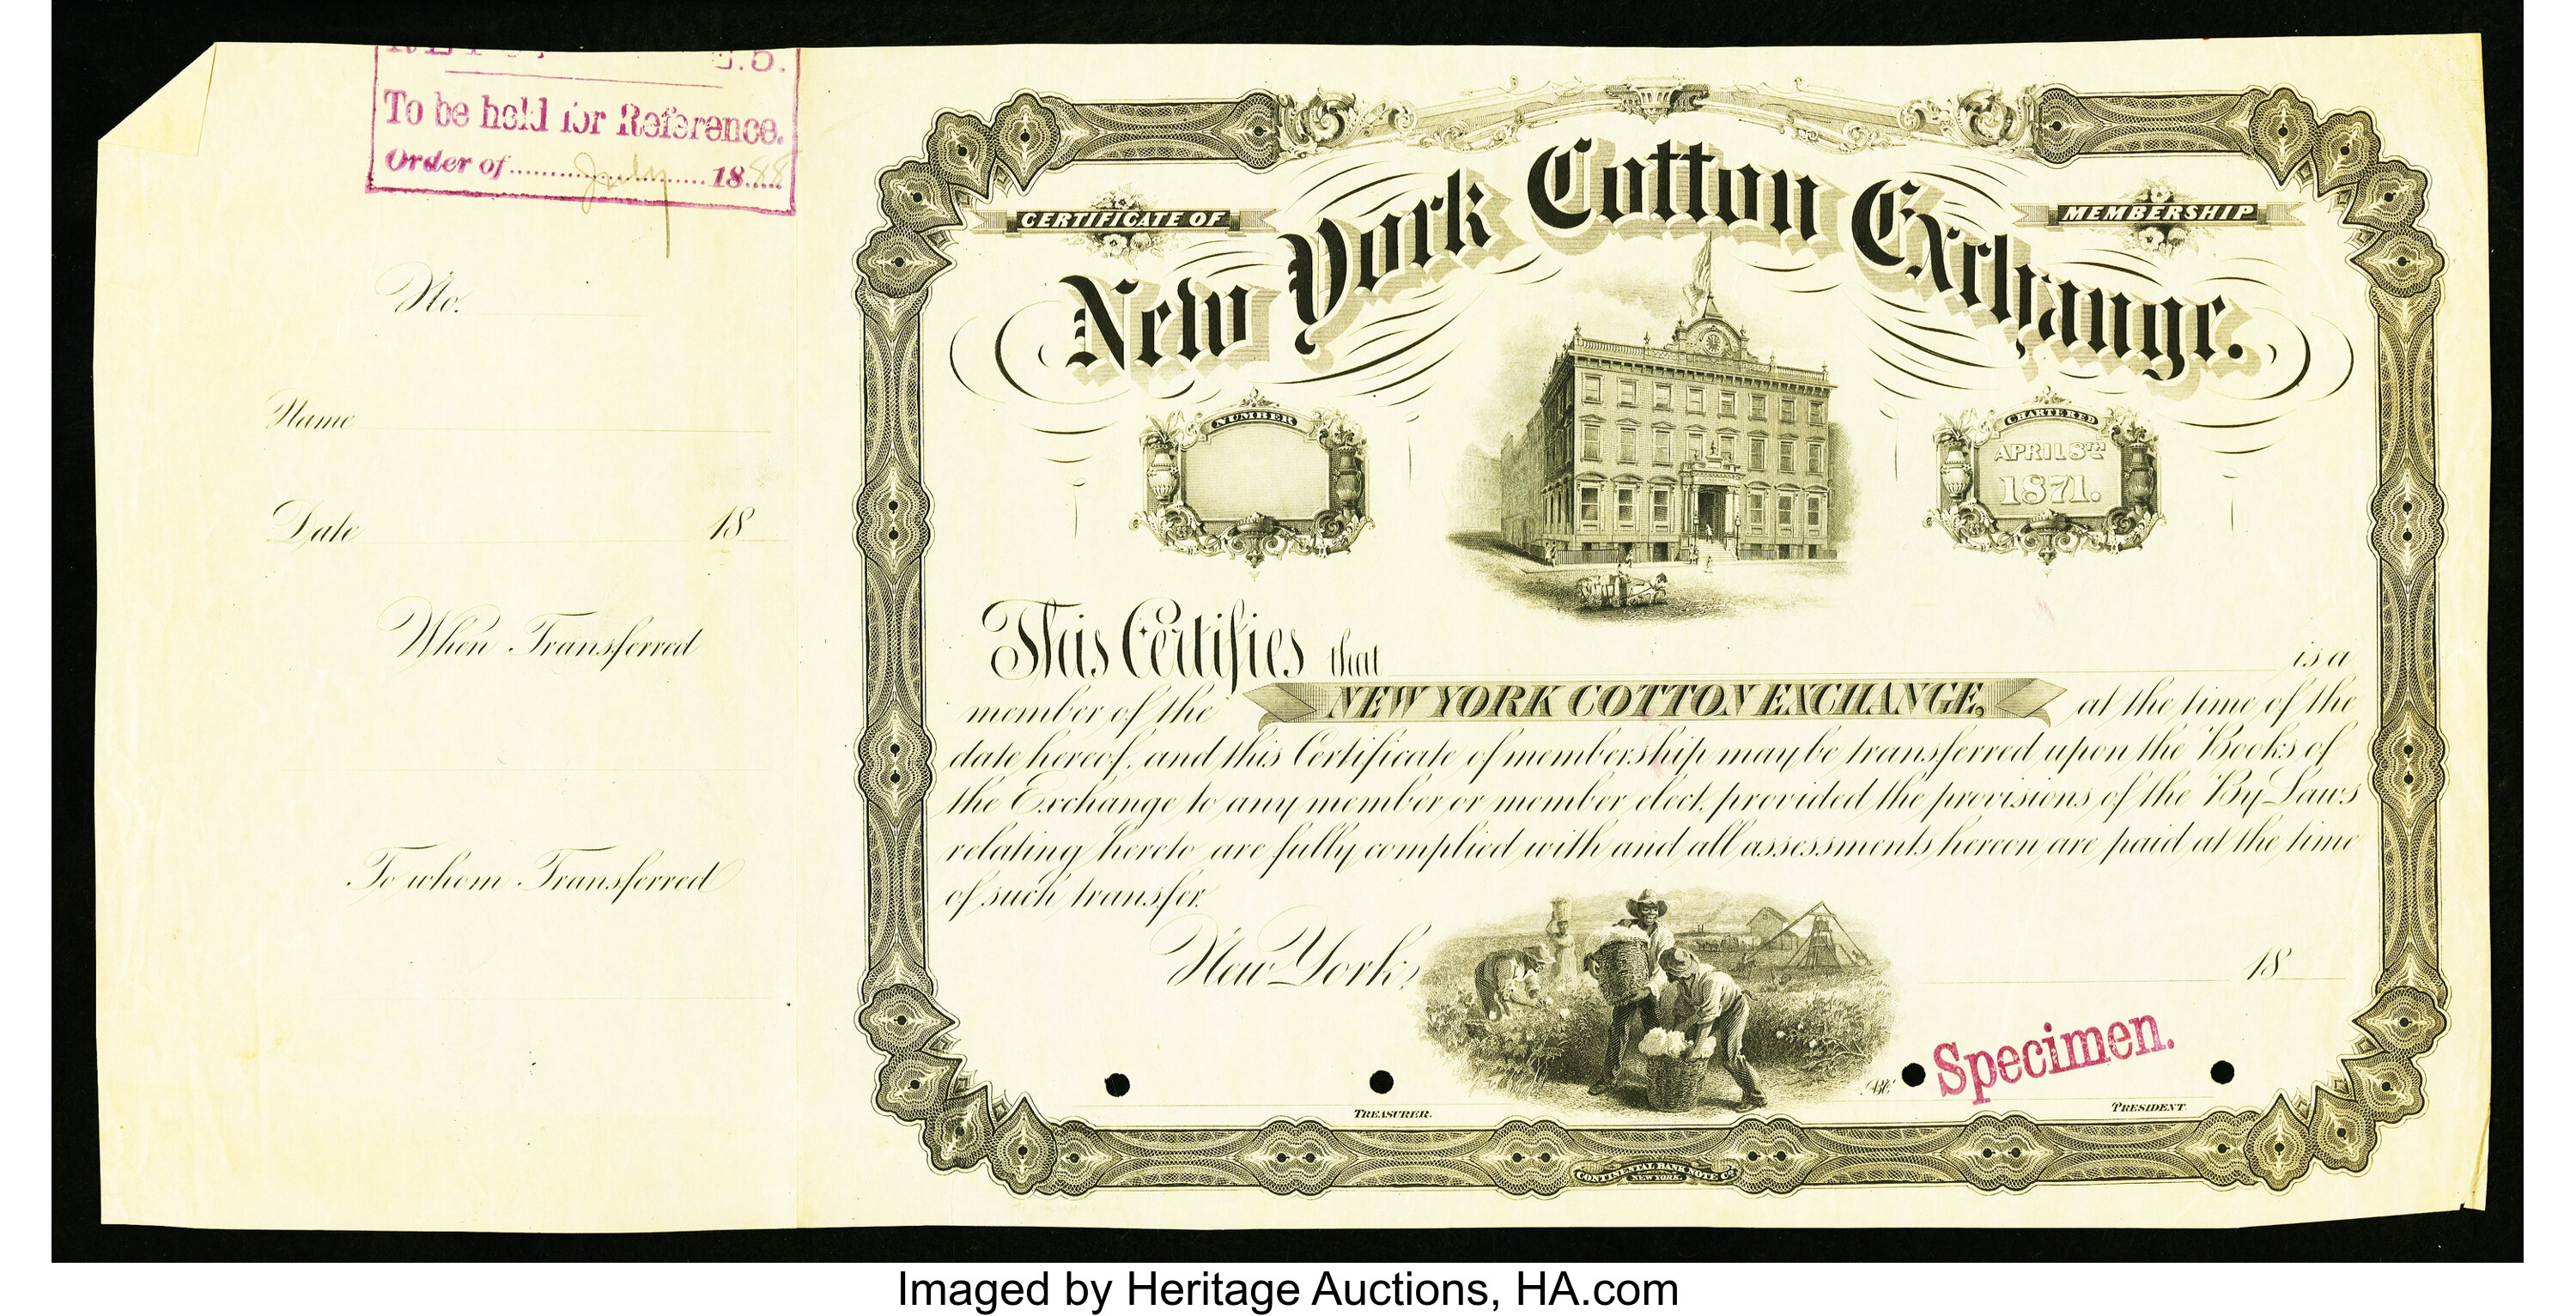 To be held for Reference.
Order of July 1888
No.
Name
Date 18
When Transferred
To whom Transferred
CERTIFICATE OF
MEMBERSHIP
New York Cotton Exchange.
NUMBER
CHARTERED
APRIL 8TH
1871.
This Certifies that is a
member of the NEW YORK COTTON EXCHANGE, at the time of the
date hereof, and this Certificate of membership may be transferred upon the Books of
the Exchange to any member or member elect, provided the provisions of the By Laws
relating hereto are fully complied with and all assessments hereon are paid at the time
of such transfer.
New York, 18
Specimen.
TREASURER.
PRESIDENT.
CONTINENTAL BANK NOTE CO.
NEW YORK.
Imaged by Heritage Auctions, HA.com